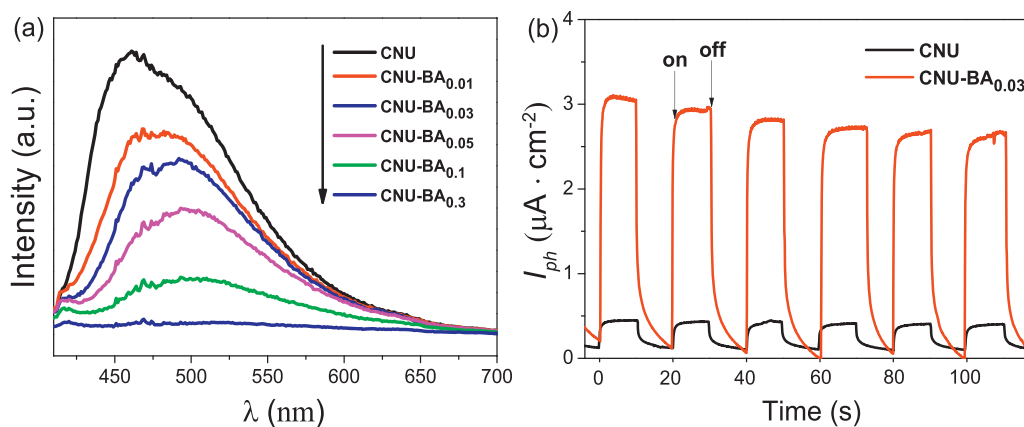 (a)
Intensity (a.u.)
CNU
CNU-BA0.01
CNU-BA0.03
CNU-BA0.05
CNU-BA0.1
CNU-BA0.3
450 500 550 600 650 700
λ (nm)
(b)
Iph (μA · cm-2)
4
3
2
1
0
on off
CNU
CNU-BA0.03
0 20 40 60 80 100
Time (s)